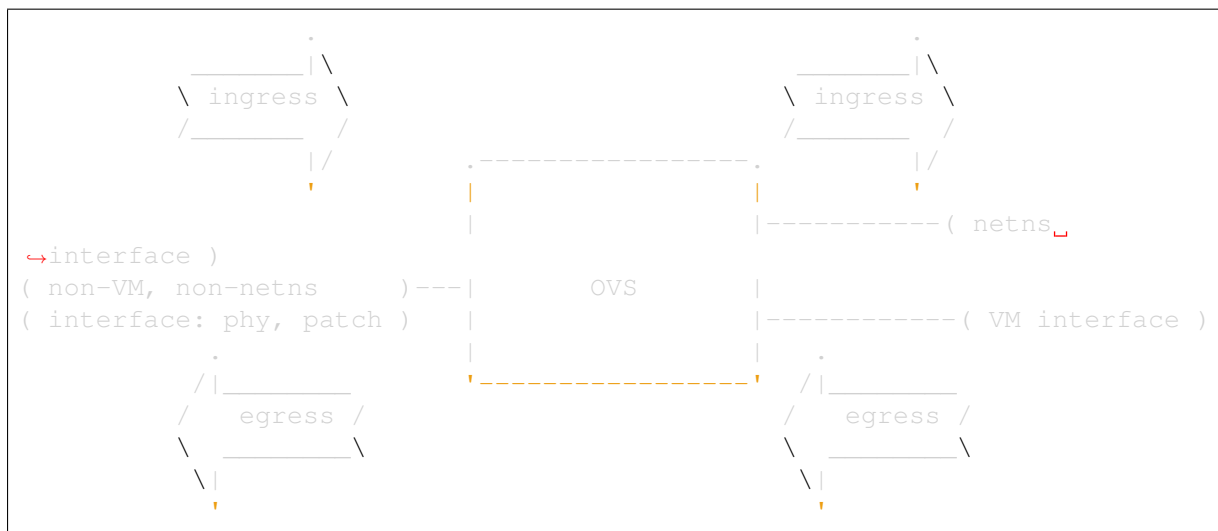 ingress ingress
( netns
interface )
( non-VM, non-netns ) OVS
( interface: phy, patch ) ( VM interface )
egress egress